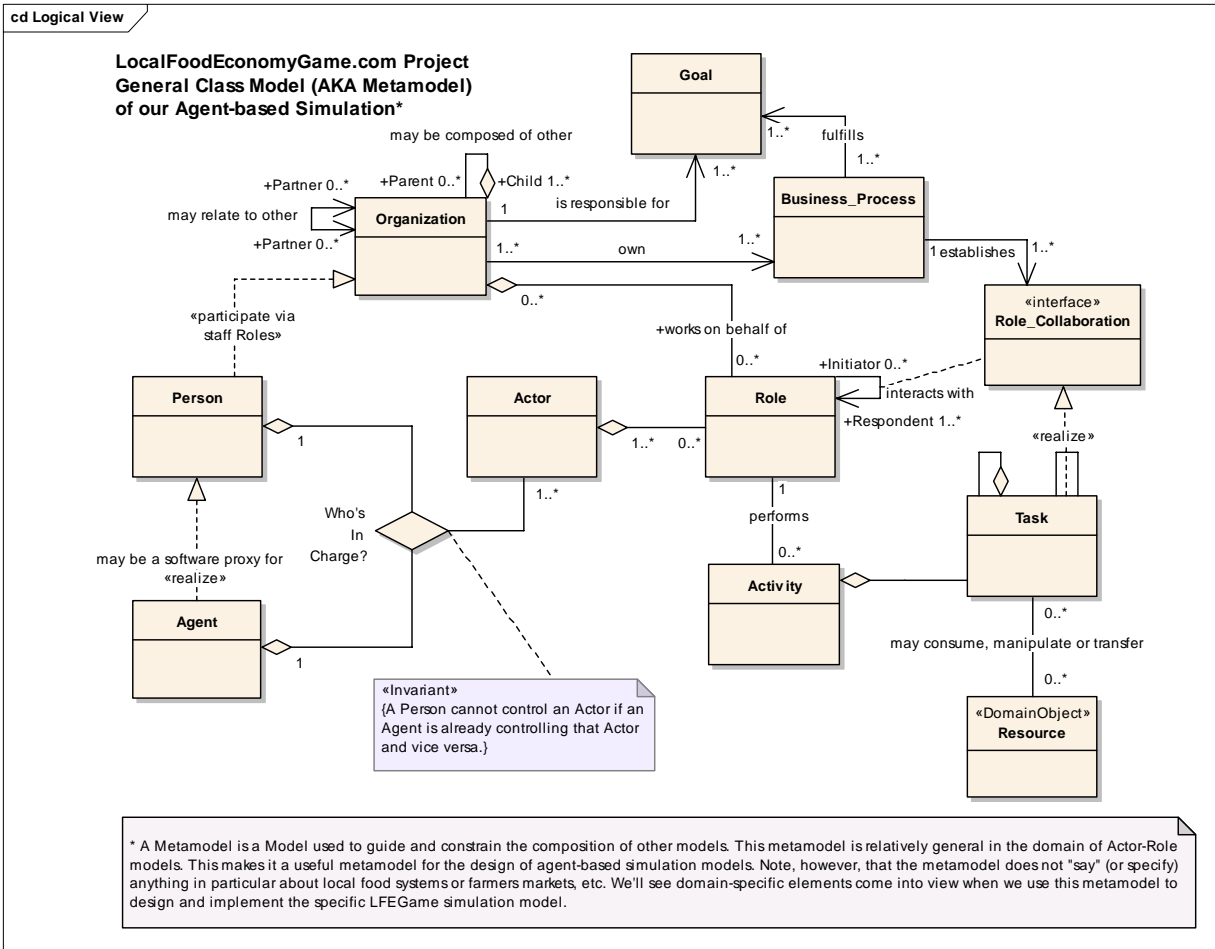 cd Logical View
LocalFoodEconomyGame.com Project
General Class Model (AKA Metamodel)
of our Agent-based Simulation*
may be composed of other
+Parent 0..*
+Child 1..*
+Partner 0..*
may relate to other
+Partner 0..*
Organization
1
is responsible for
1..*
Goal
1..*
fulfills
1..*
Business_Process
1..*
own
1..*
1
establishes
1..*
«interface»
Role_Collaboration
0..*
+works on behalf of
0..*
«participate via
staff Roles»
Person
1
Actor
1..*
0..*
1..*
Role
+Initiator 0..*
interacts with
+Respondent 1..*
«realize»
1
performs
0..*
Who's
In
Charge?
may be a software proxy for
«realize»
Agent
1
Activity
Task
0..*
may consume, manipulate or transfer
0..*
«DomainObject»
Resource
«Invariant»
{A Person cannot control an Actor if an
Agent is already controlling that Actor
and vice versa.}
* A Metamodel is a Model used to guide and constrain the composition of other models. This metamodel is relatively general in the domain of Actor-Role
models. This makes it a useful metamodel for the design of agent-based simulation models. Note, however, that the metamodel does not "say" (or specify)
anything in particular about local food systems or farmers markets, etc. We'll see domain-specific elements come into view when we use this metamodel to
design and implement the specific LFEGame simulation model.